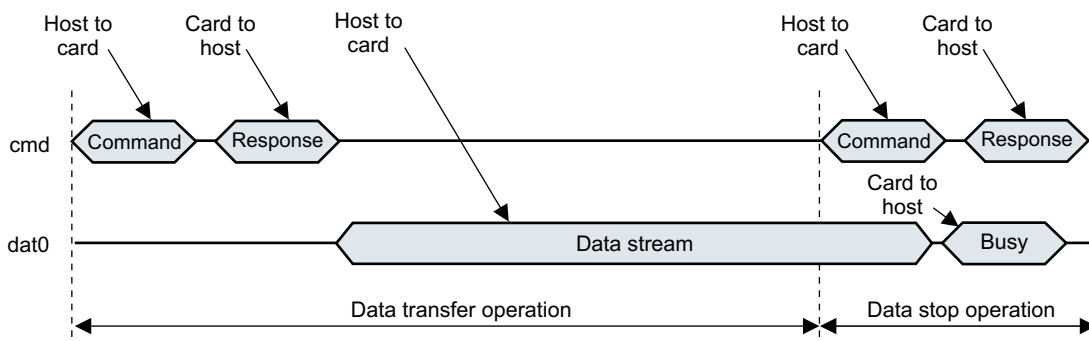 Host to
card
Card to
host
Host to
card
Host to
card
Card to
host
cmd
Command
Response
Command
Response
Card to
host
dat0
Data stream
Busy
Data transfer operation
Data stop operation